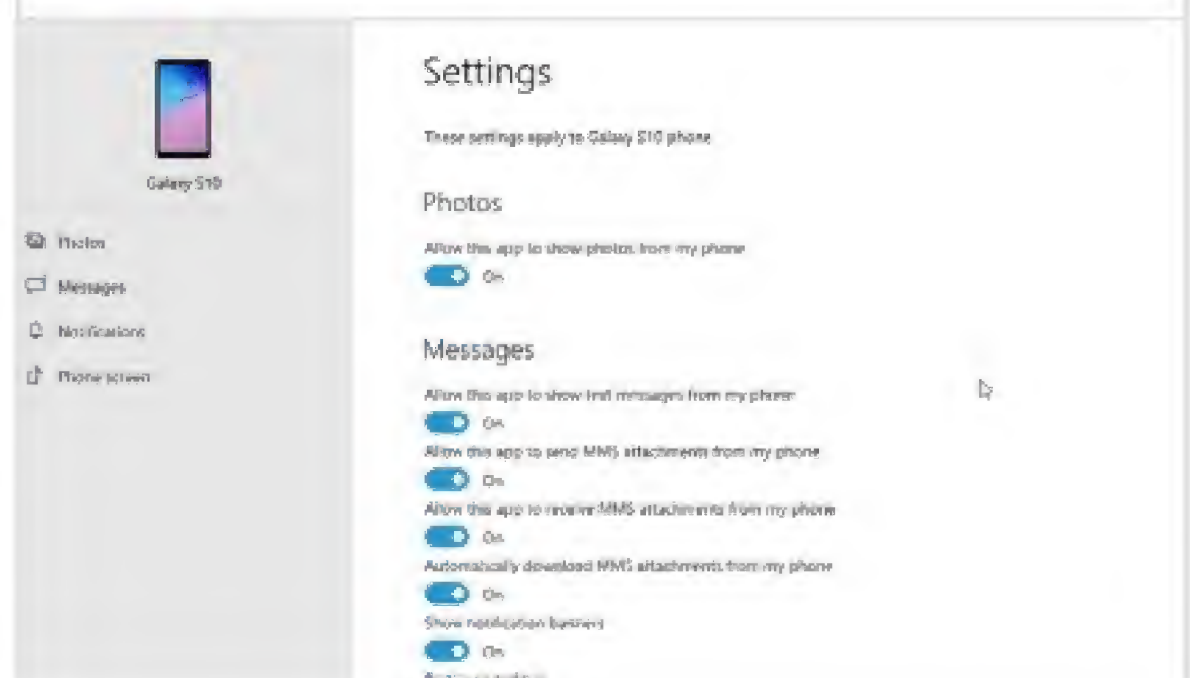 Galaxy S10
Photos
Messages
Notifications
Phone screen
Settings
These settings apply to Galaxy S10 phone
Photos
Allow this app to show photos from my phone
On
Messages
Allow this app to show text messages from my phone
On
Allow this app to send MMS attachments from my phone
On
Allow this app to receive MMS attachments from my phone
On
Automatically download MMS attachments from my phone
On
Show notification banners
On